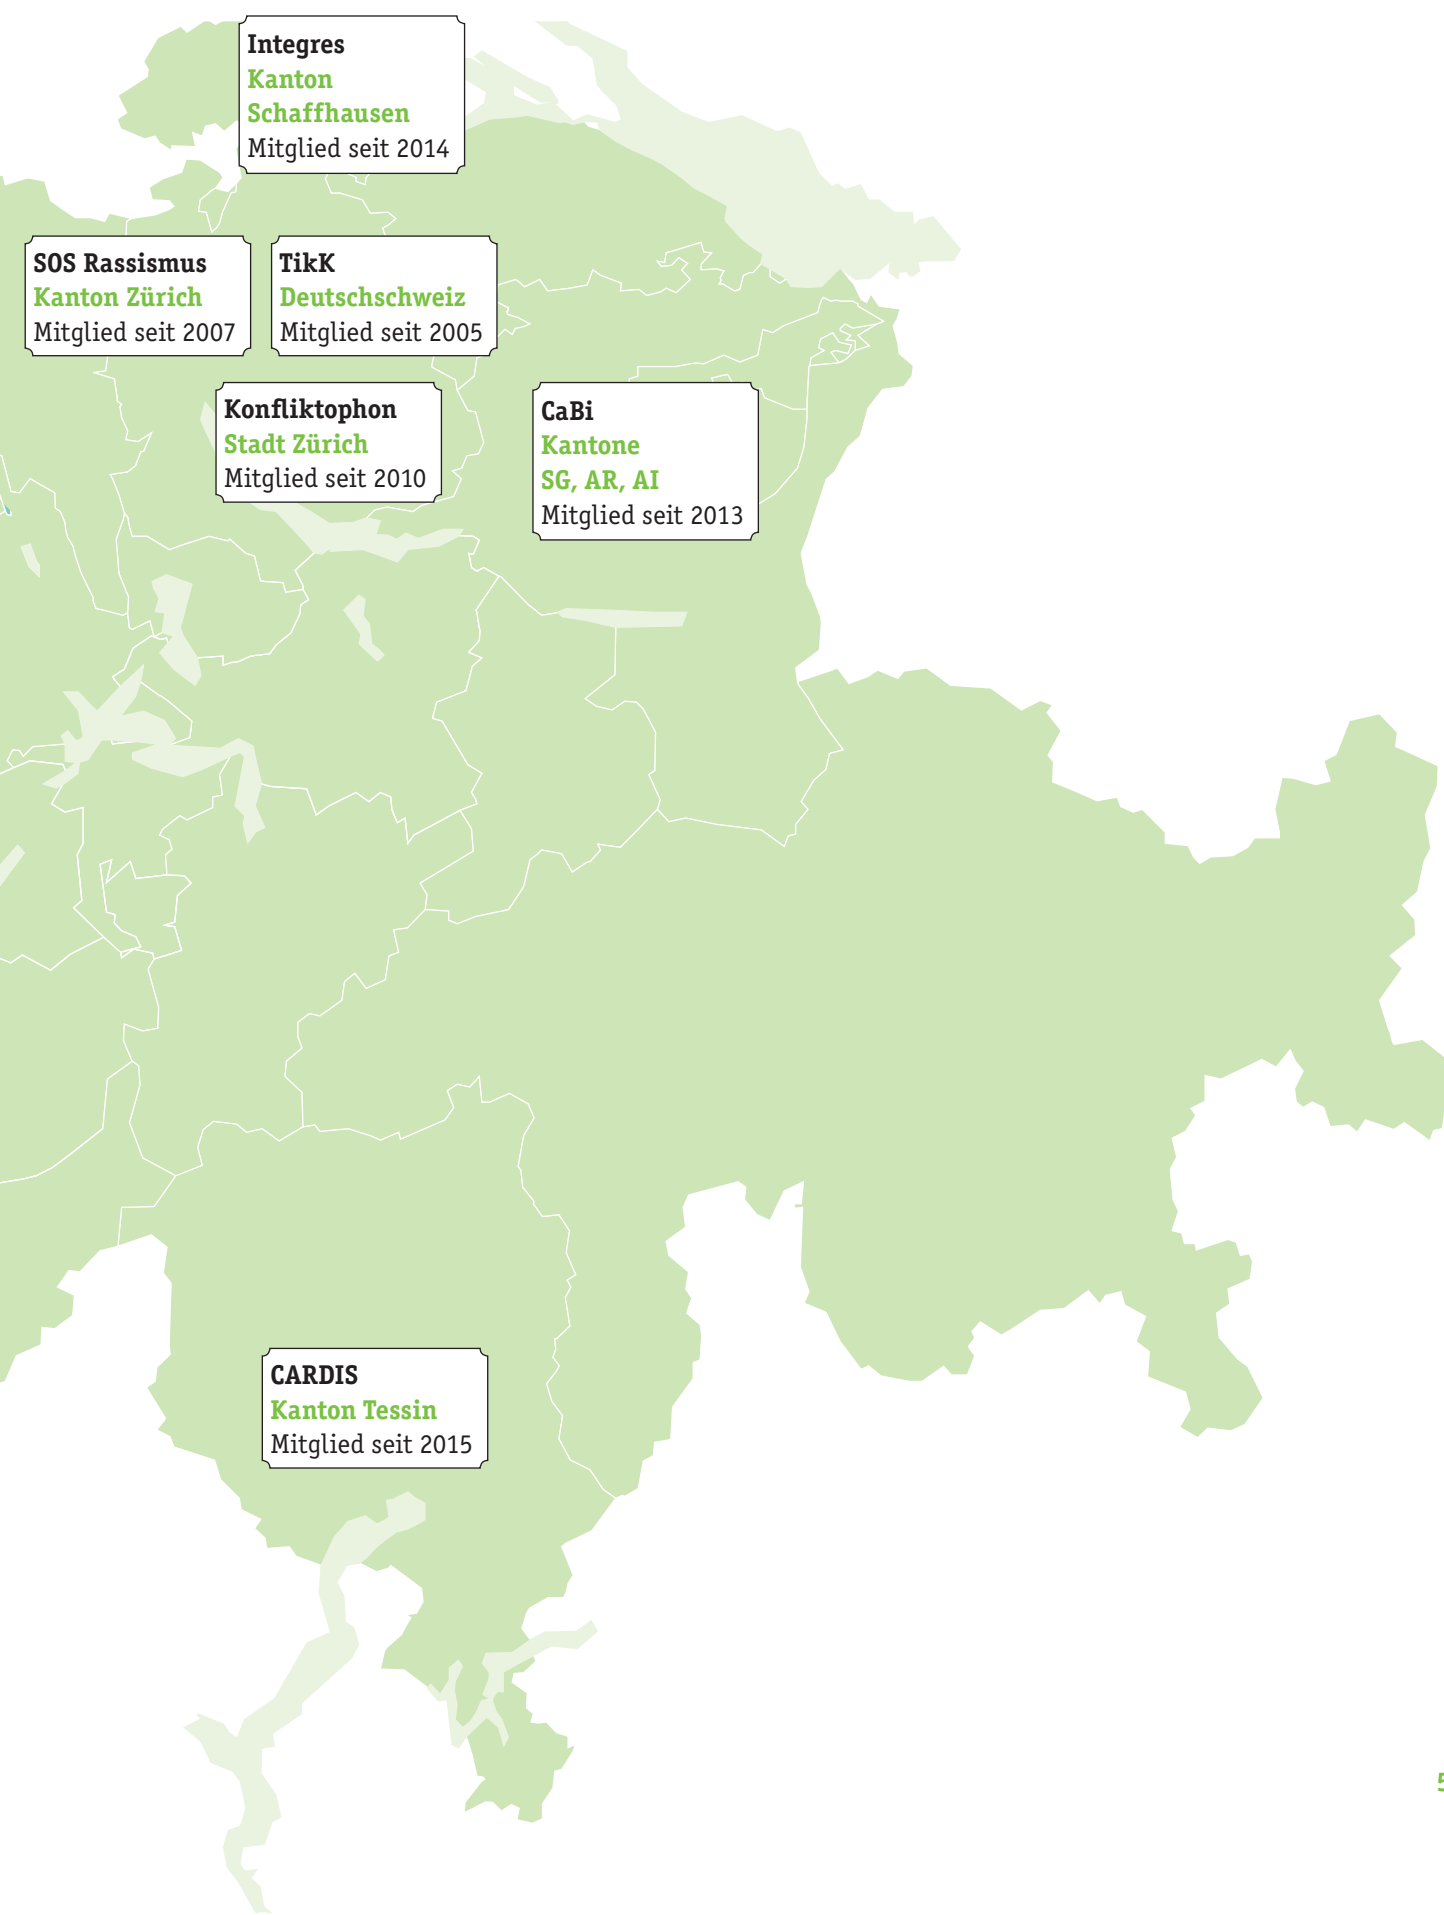 Integres
Kanton
Schaffhausen
Mitglied seit 2014
SOS Rassismus
Kanton Zürich
Mitglied seit 2007
TikK
Deutschschweiz
Mitglied seit 2005
Konfliktophon
Stadt Zürich
Mitglied seit 2010
CaBi
Kantone
SG, AR, AI
Mitglied seit 2013
CARDIS
Kanton Tessin
Mitglied seit 2015